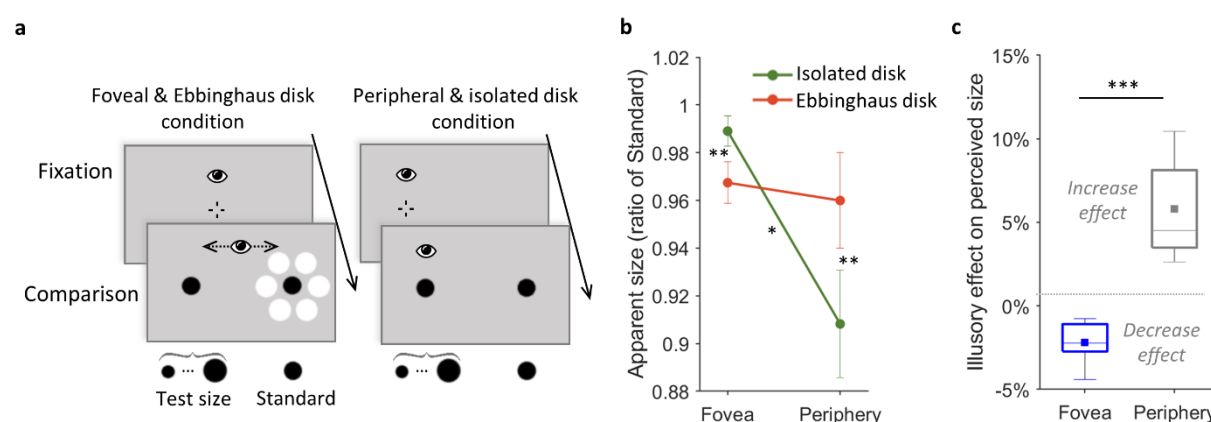 a
Foveal & Ebbinghaus disk
condition
Peripheral & isolated disk
condition
Fixation
Comparison
...
...
Test size
Standard
b
Apparent size (ratio of Standard)
1.02
1
0.98
0.96
0.94
0.92
0.9
0.88
Isolated disk
Ebbinghaus disk
**
*
**
Fovea
Periphery
c
Illusory effect on perceived size
15%
10%
5%
0%
-5%
***
Increase
effect
Decrease
effect
Fovea
Periphery